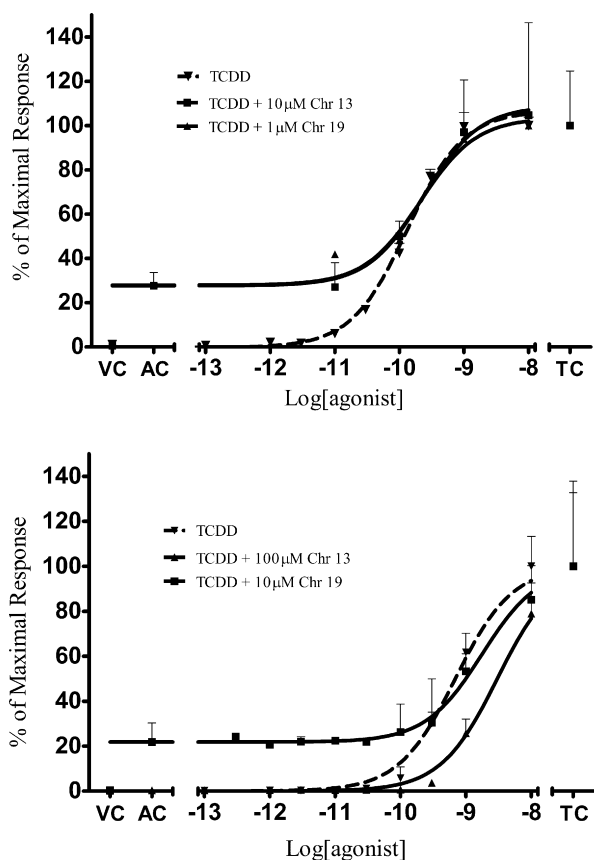 % of Maximal Response
140
120
100
80
60
40
20
0
TCDD
TCDD + 10µM Chr 13
TCDD + 1µM Chr 19
VC AC -13 -12 -11 -10 -9 -8 TC
Log[agonist]
% of Maximal Response
140
120
100
80
60
40
20
0
TCDD
TCDD + 100µM Chr 13
TCDD + 10µM Chr 19
VC AC -13 -12 -11 -10 -9 -8 TC
Log[agonist]